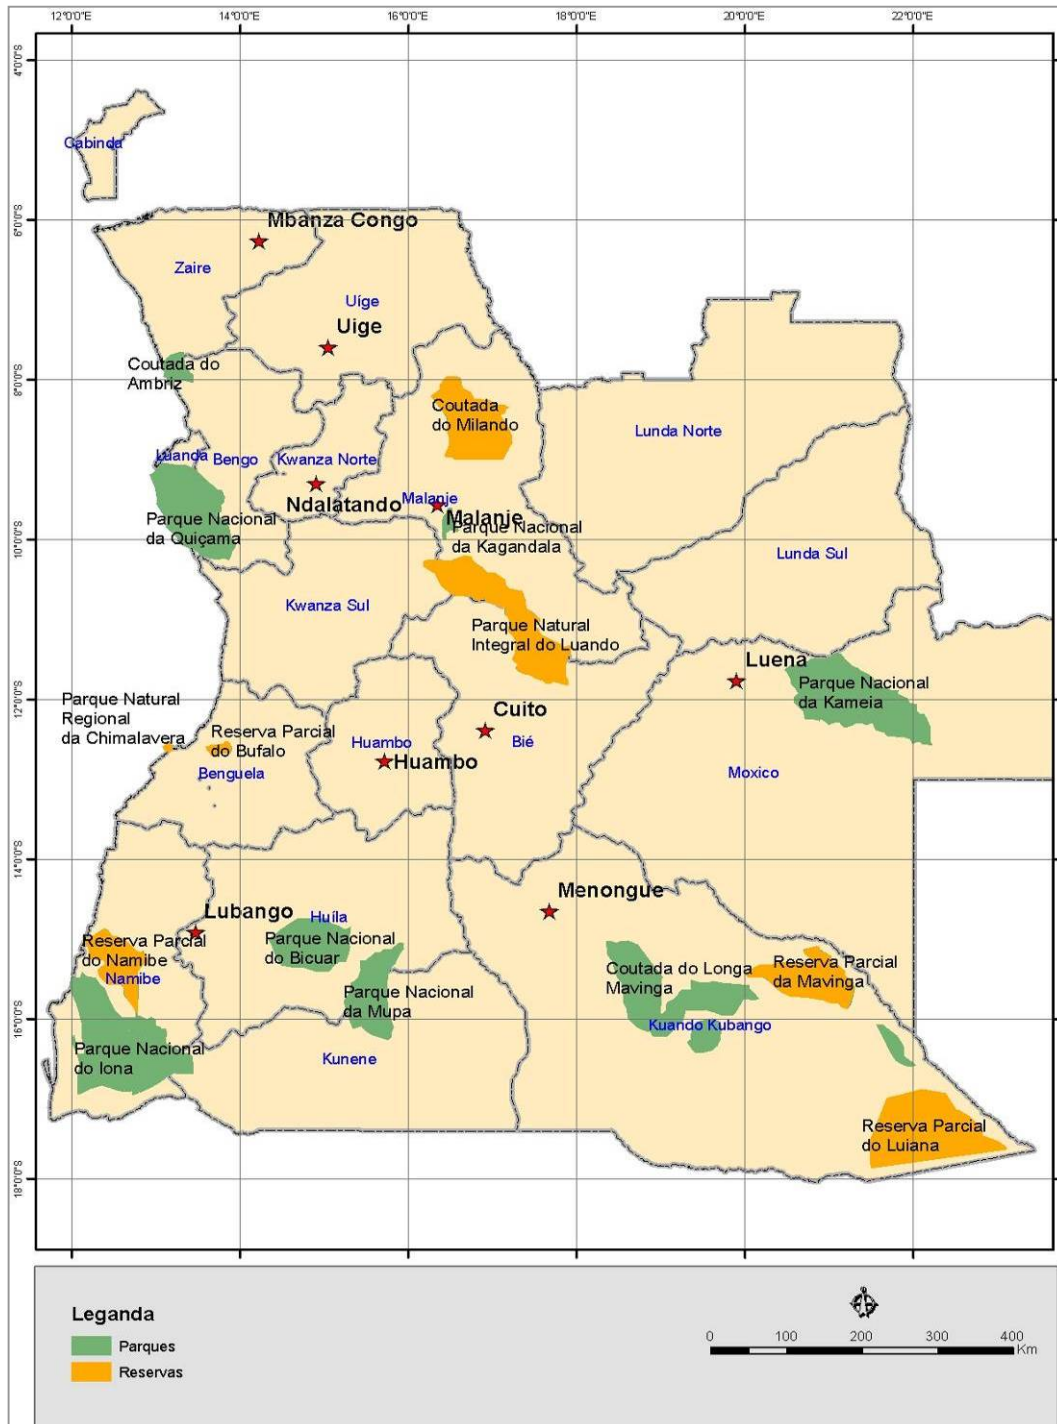 12°0'0"E 14°0'0"E 16°0'0"E 18°0'0"E 20°0'0"E 22°0'0"E
4°0'0"S
Cabinda
6°0'0"S
Mbanza Congo
Zaire
Uíge
Uige
Coutada do
Ambriz
8°0'0"S
Coutada
do Milando
Lunda Norte
Luanda
Bengo
Kwanza Norte
Malanje
Ndalatando
Malanje
Parque Nacional
da Quiçama
Parque Nacional
da Kagandala
10°0'0"S
Lunda Sul
Kwanza Sul
Parque Natural
Integral do Luando
Luena
Parque Nacional
da Kameia
12°0'0"S
Parque Natural
Regional
da Chimalavera
Cuito
Reserva Parcial
do Bufalo
Huambo
Bié
Huambo
Benguela
Moxico
14°0'0"S
Menongue
Lubango
Huíla
Reserva Parcial
do Namibe
Namibe
Parque Nacional
do Bicuar
Coutada do Longa
Mavinga
Reserva Parcial
da Mavinga
Parque Nacional
da Mupa
16°0'0"S
Kuando Kubango
Parque Nacional
do Iona
Kunene
Reserva Parcial
do Luiana
18°0'0"S
Leganda
Parques
Reservas
0 100 200 300 400
Km